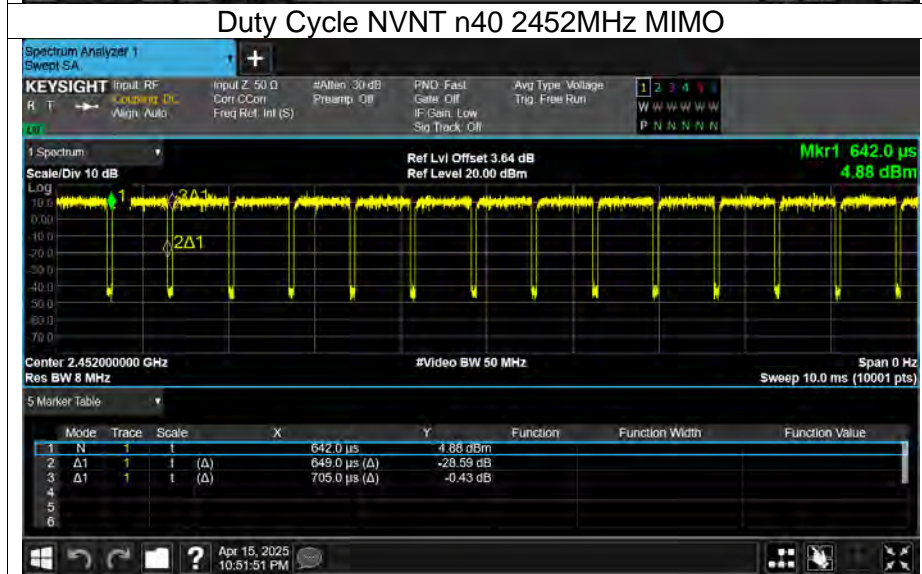 Duty Cycle NVNT n40 2452MHz MIMO
Spectrum Analyzer 1
Swept SA
+
KEYSIGHT Input: RF Input Z: 50 Ω #Atten: 30 dB PNO: Fast Avg Type: Voltage 1 2 3 4 5 6
R T Coupling: DC Corr CCorr Preamp: Off Gate: Off Trig: Free Run W W W W W W
Align: Auto Freq Ref: Int (S) IF Gain: Low P N N N N N
Sig Track: Off
1 Spectrum
Ref Lvl Offset 3.64 dB Mkr1 642.0 µs
Scale/Div 10 dB Ref Level 20.00 dBm 4.88 dBm
Log
10.0 1 3Δ1
0.00
-10.0 2Δ1
-20.0
-30.0
-40.0
-50.0
-60.0
-70.0
Center 2.452000000 GHz #Video BW 50 MHz Span 0 Hz
Res BW 8 MHz Sweep 10.0 ms (10001 pts)
5 Marker Table
Mode Trace Scale X Y Function Function Width Function Value
1 N 1 t 642.0 µs 4.88 dBm
2 Δ1 1 t (Δ) 649.0 µs (Δ) -28.59 dB
3 Δ1 1 t (Δ) 705.0 µs (Δ) -0.43 dB
4
5
6
? Apr 15, 2025
10:51:51 PM